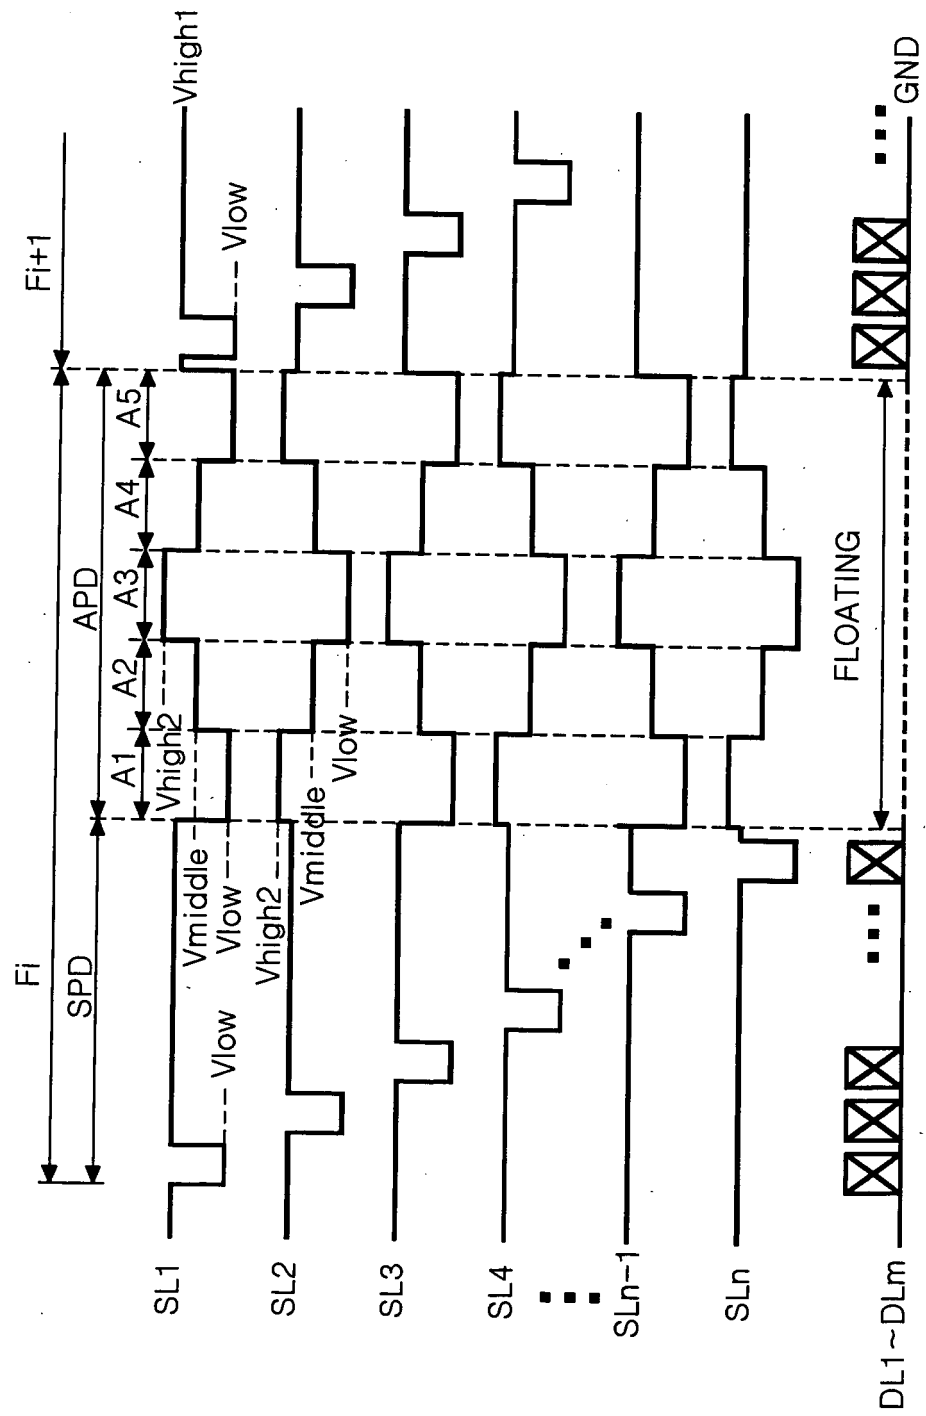 Fi
Fi+1
SPD
APD
A1
A2
A3
A4
A5
SL1
Vlow
Vmiddle
Vlow
Vhigh2
Vlow
Vhigh1
SL2
Vhigh2
Vmiddle
Vlow
SL3
SL4
SLn-1
SLn
DL1~DLm
FLOATING
GND